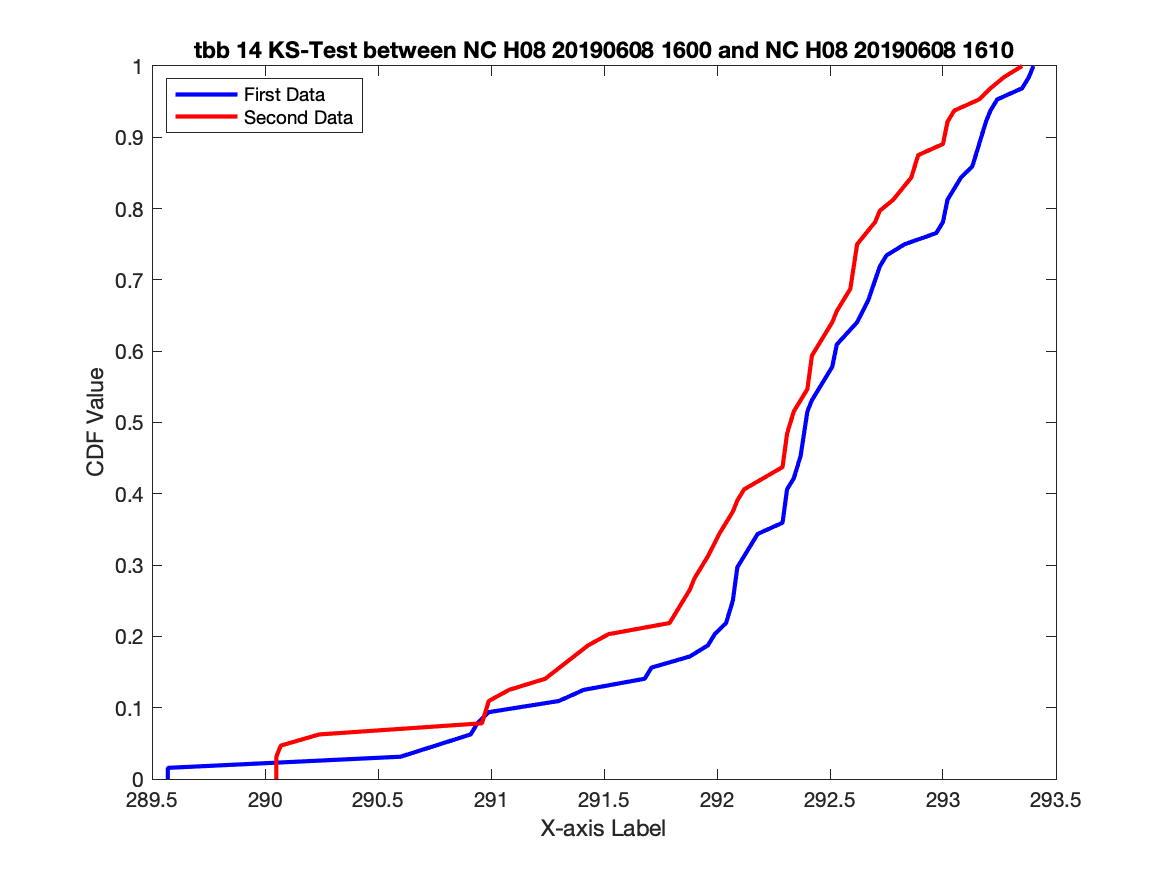 tbb 14 KS-Test between NC H08 20190608 1600 and NC H08 20190608 1610
First Data
Second Data
CDF Value
1
0.9
0.8
0.7
0.6
0.5
0.4
0.3
0.2
0.1
0
289.5 290 290.5 291 291.5 292 292.5 293 293.5
X-axis Label